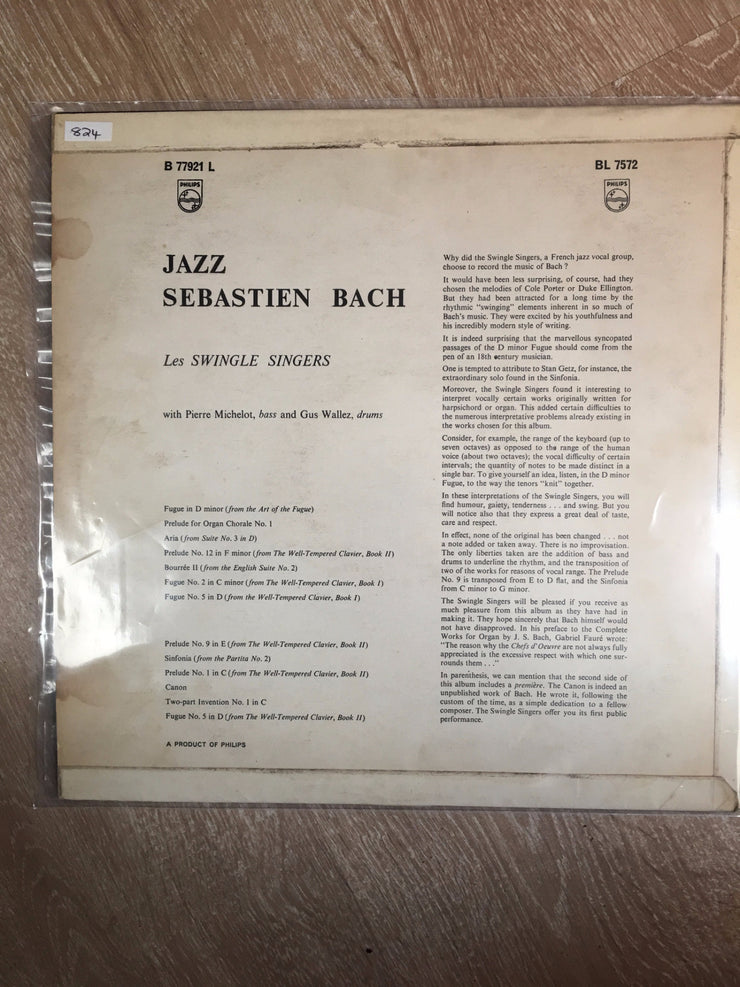 824
B 77921 L
BL 7572
PHILIPS
PHILIPS
JAZZ
SEBASTIEN BACH
Les SWINGLE SINGERS
with Pierre Michelot, bass and Gus Wallez, drums
Fugue in D minor (from the Art of the Fugue)
Prelude for Organ Chorale No. 1
Aria (from Suite No. 3 in D)
Prelude No. 12 in F minor (from The Well-Tempered Clavier, Book II)
Bourrée II (from the English Suite No. 2)
Fugue No. 2 in C minor (from The Well-Tempered Clavier, Book I)
Fugue No. 5 in D (from the Well-Tempered Clavier, Book I)
Prelude No. 9 in E (from The Well-Tempered Clavier, Book II)
Sinfonia (from the Partita No. 2)
Prelude No. 1 in C (from The Well-Tempered Clavier, Book II)
Canon
Two-part Invention No. 1 in C
Fugue No. 5 in D (from The Well-Tempered Clavier, Book II)
A PRODUCT OF PHILIPS
Why did the Swingle Singers, a French jazz vocal group,
choose to record the music of Bach ?
It would have been less surprising, of course, had they
chosen the melodies of Cole Porter or Duke Ellington.
But they had been attracted for a long time by the
rhythmic "swinging" elements inherent in so much of
Bach's music. They were excited by his youthfulness and
his incredibly modern style of writing.
It is indeed surprising that the marvellous syncopated
passages of the D minor Fugue should come from the
pen of an 18th century musician.
One is tempted to attribute to Stan Getz, for instance, the
extraordinary solo found in the Sinfonia.
Moreover, the Swingle Singers found it interesting to
interpret vocally certain works originally written for
harpsichord or organ. This added certain difficulties to
the numerous interpretative problems already existing in
the works chosen for this album.
Consider, for example, the range of the keyboard (up to
seven octaves) as opposed to the range of the human
voice (about two octaves); the vocal difficulty of certain
intervals; the quantity of notes to be made distinct in a
single bar. To give yourself an idea, listen, in the D minor
Fugue, to the way the tenors "knit" together.
In these interpretations of the Swingle Singers, you will
find humour, gaiety, tenderness . . . and swing. But you
will notice also that they express a great deal of taste,
care and respect.
In effect, none of the original has been changed . . . not
a note added or taken away. There is no improvisation.
The only liberties taken are the addition of bass and
drums to underline the rhythm, and the transposition of
two of the works for reasons of vocal range. The Prelude
No. 9 is transposed from E to D flat, and the Sinfonia
from C minor to G minor.
The Swingle Singers will be pleased if you receive as
much pleasure from this album as they have had in
making it. They hope sincerely that Bach himself would
not have disapproved. In his preface to the Complete
Works for Organ by J. S. Bach, Gabriel Fauré wrote:
"The reason why the Chefs d'Oeuvre are not always fully
appreciated is the excessive respect with which one sur-
rounds them . . ."
In parenthesis, we can mention that the second side of
this album includes a première. The Canon is indeed an
unpublished work of Bach. He wrote it, following the
custom of the time, as a simple dedication to a fellow
composer. The Swingle Singers offer you its first public
performance.